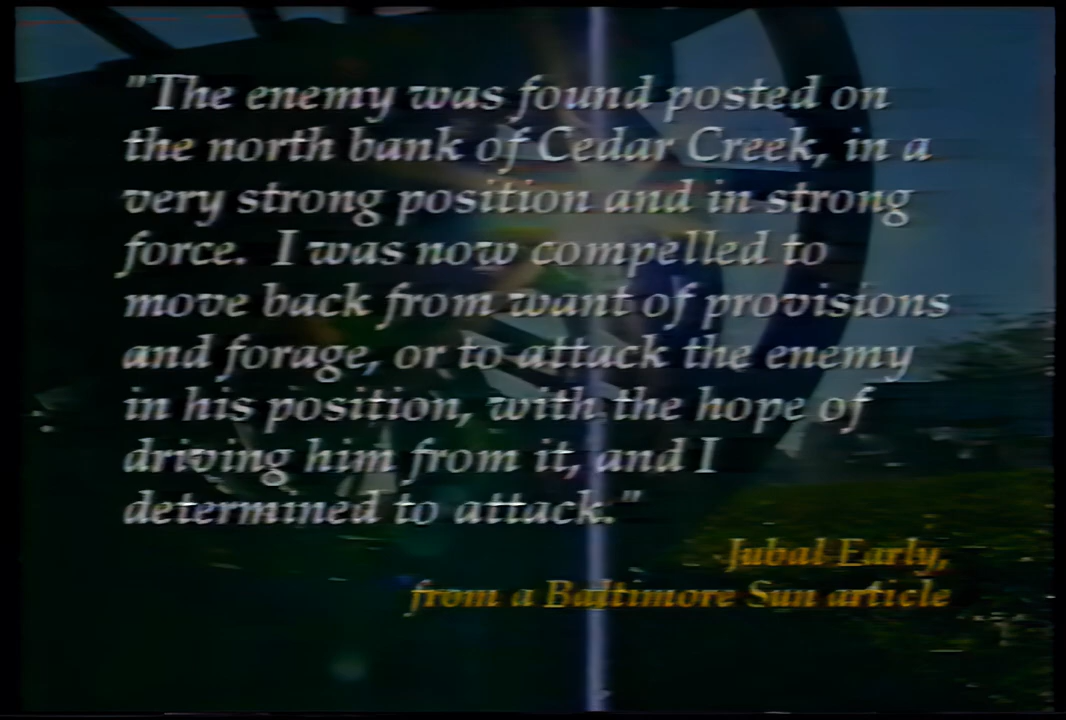 "The enemy was found posted on
the north bank of Cedar Creek, in a
very strong position and in strong
force.  I was now compelled to
move back from want of provisions
and forage, or to attack the enemy
in his position, with the hope of
driving him from it, and I
determined to attack."
Jubal Early,
from a Baltimore Sun article